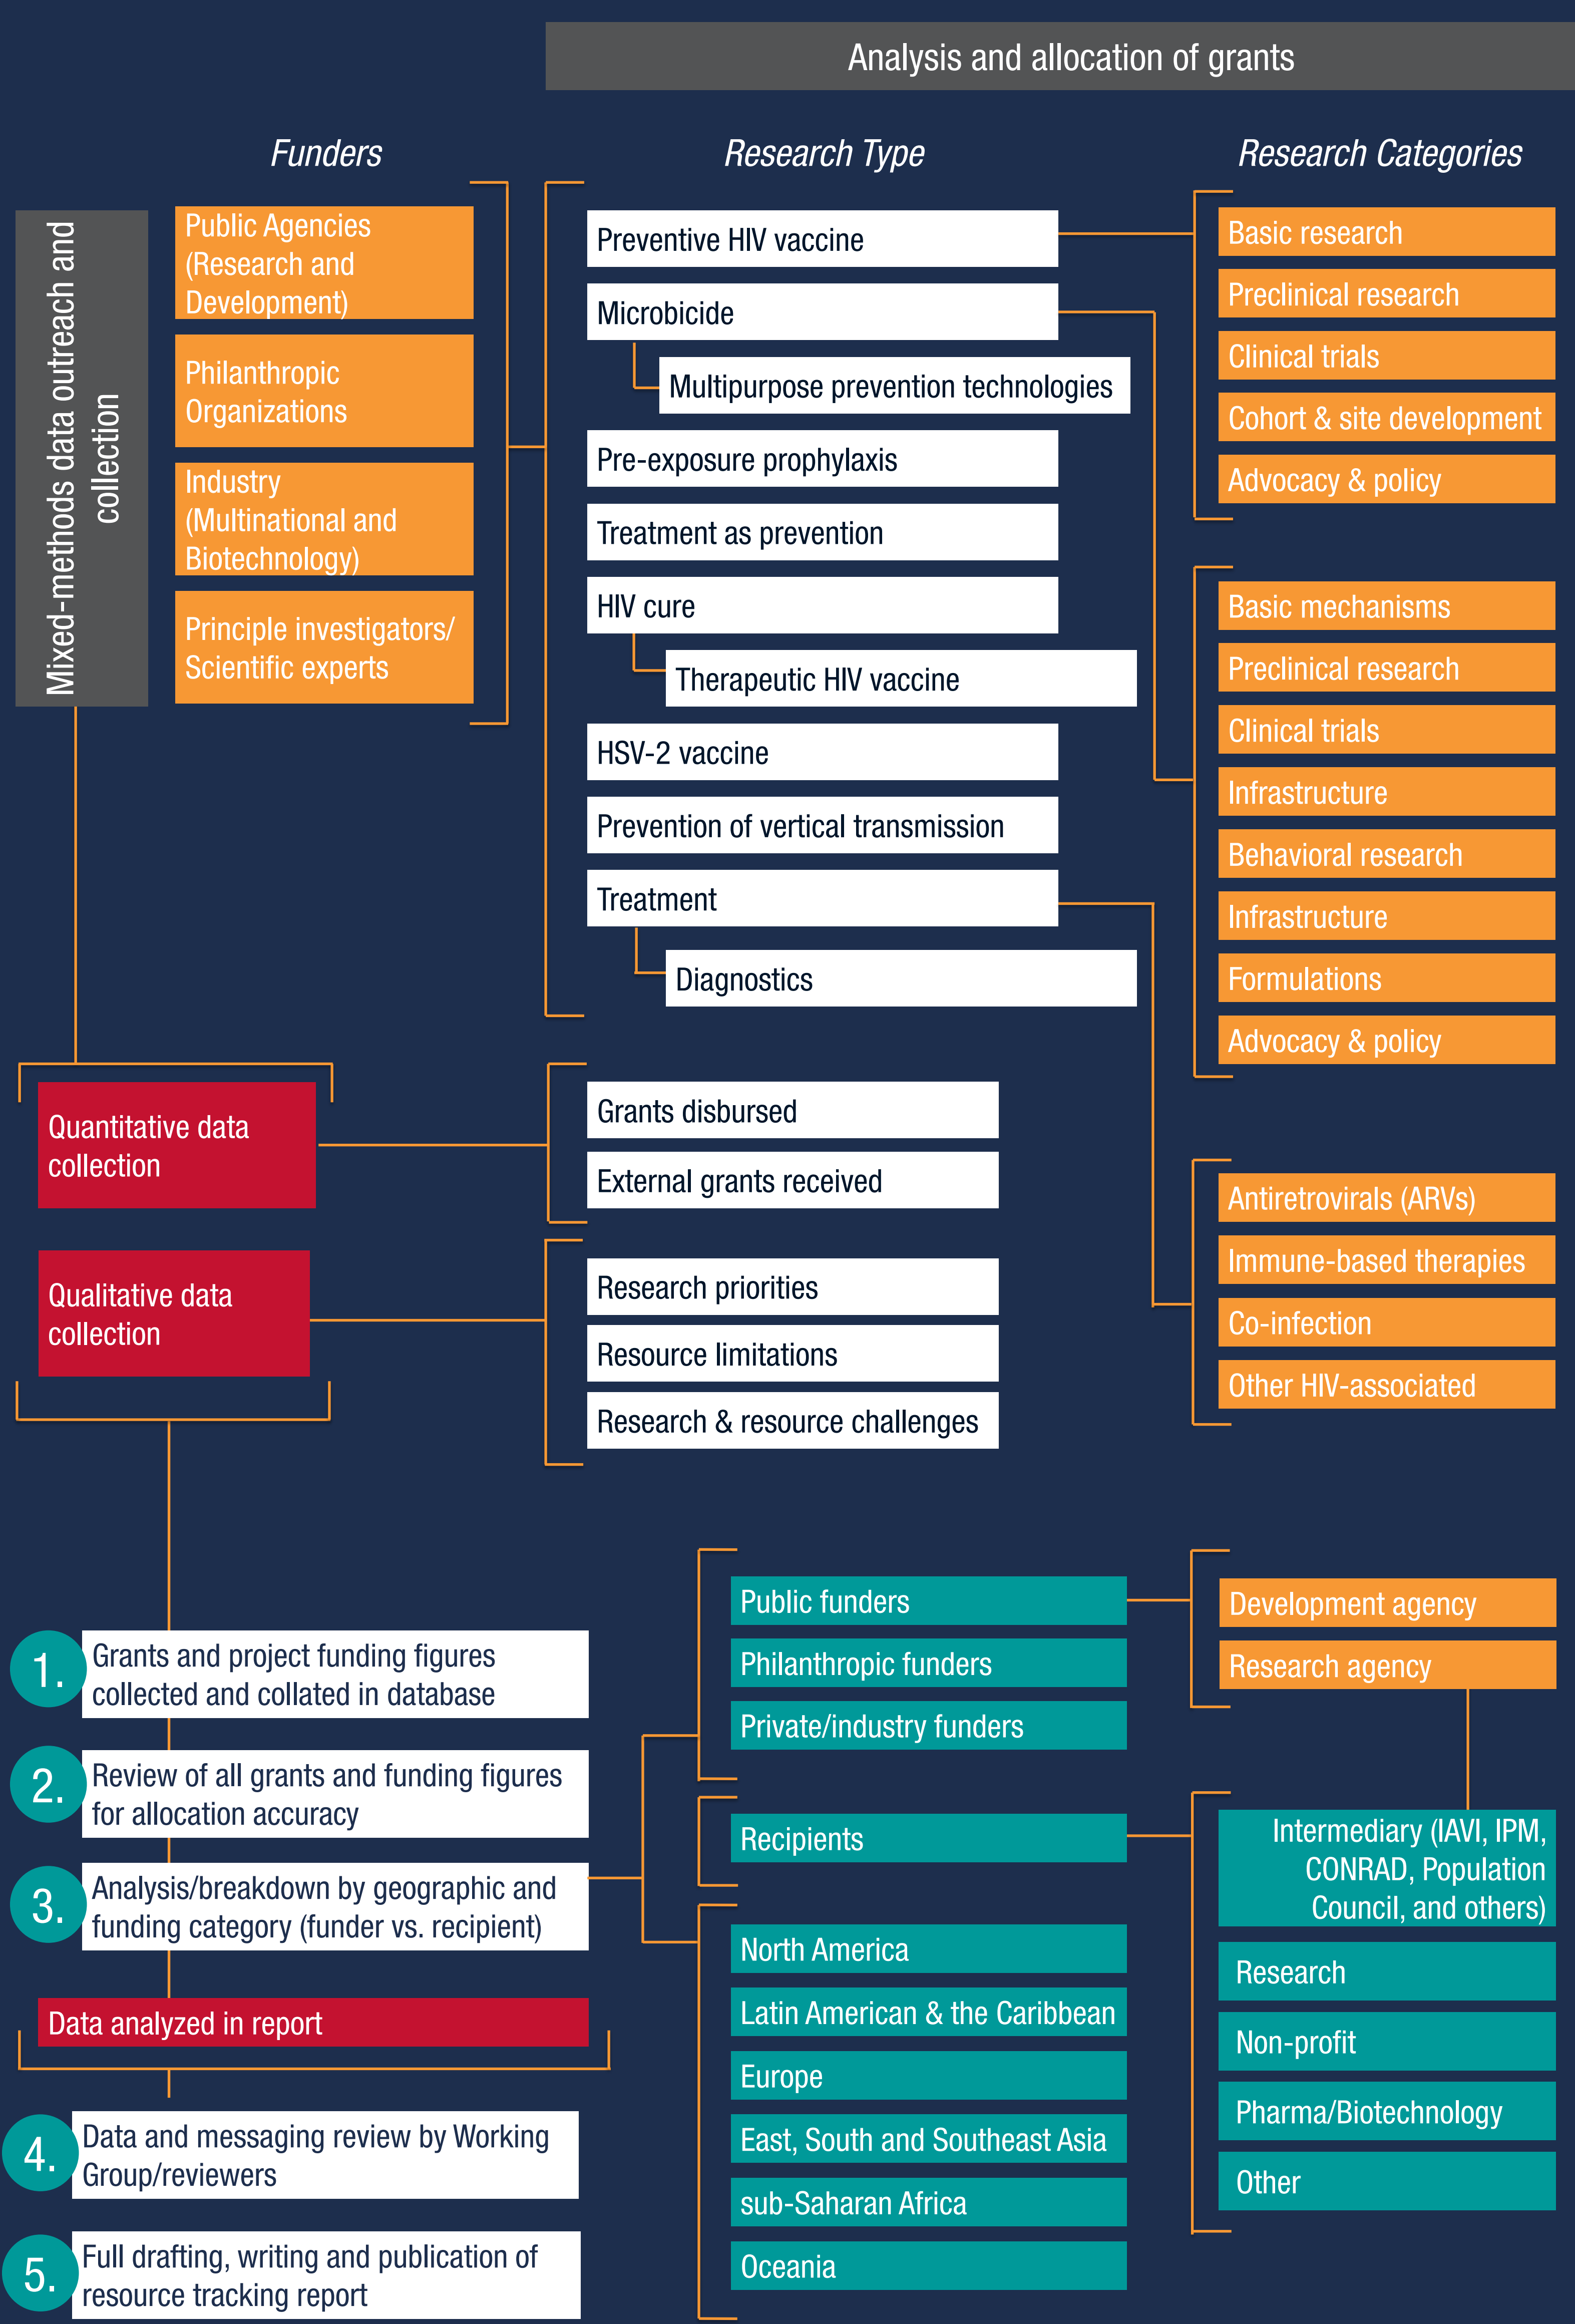 Analysis and allocation of grants
Funders
Research Type
Research Categories
Mixed-methods data outreach and
collection
Public Agencies
(Research and
Development)
Philanthropic
Organizations
Industry
(Multinational and
Biotechnology)
Principle investigators/
Scientific experts
Preventive HIV vaccine
Microbicide
Multipurpose prevention technologies
Pre-exposure prophylaxis
Treatment as prevention
HIV cure
Therapeutic HIV vaccine
HSV-2 vaccine
Prevention of vertical transmission
Treatment
Diagnostics
Basic research
Preclinical research
Clinical trials
Cohort & site development
Advocacy & policy
Basic mechanisms
Preclinical research
Clinical trials
Infrastructure
Behavioral research
Infrastructure
Formulations
Advocacy & policy
Antiretrovirals (ARVs)
Immune-based therapies
Co-infection
Other HIV-associated
Quantitative data
collection
Grants disbursed
External grants received
Qualitative data
collection
Research priorities
Resource limitations
Research & resource challenges
1. Grants and project funding figures
collected and collated in database
2. Review of all grants and funding figures
for allocation accuracy
3. Analysis/breakdown by geographic and
funding category (funder vs. recipient)
Data analyzed in report
4. Data and messaging review by Working
Group/reviewers
5. Full drafting, writing and publication of
resource tracking report
Public funders
Philanthropic funders
Private/industry funders
Recipients
North America
Latin American & the Caribbean
Europe
East, South and Southeast Asia
sub-Saharan Africa
Oceania
Development agency
Research agency
Intermediary (IAVI, IPM,
CONRAD, Population
Council, and others)
Research
Non-profit
Pharma/Biotechnology
Other